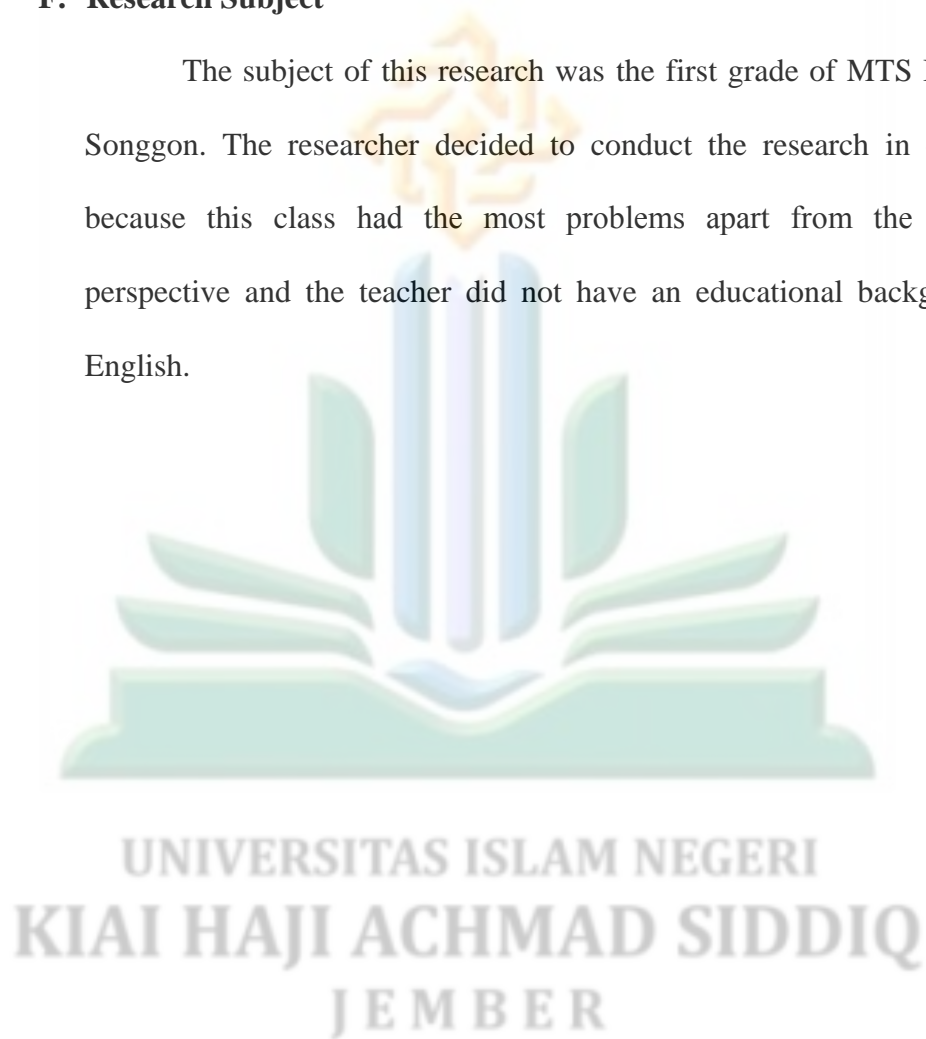 F. Research Subject
The subject of this research was the first grade of MTS
Songgon. The researcher decided to conduct the research in
because this class had the most problems apart from the
perspective and the teacher did not have an educational
English.
UNIVERSITAS ISLAM NEGERI
KIAI HAJI ACHMAD SIDDIQ
JEMBER